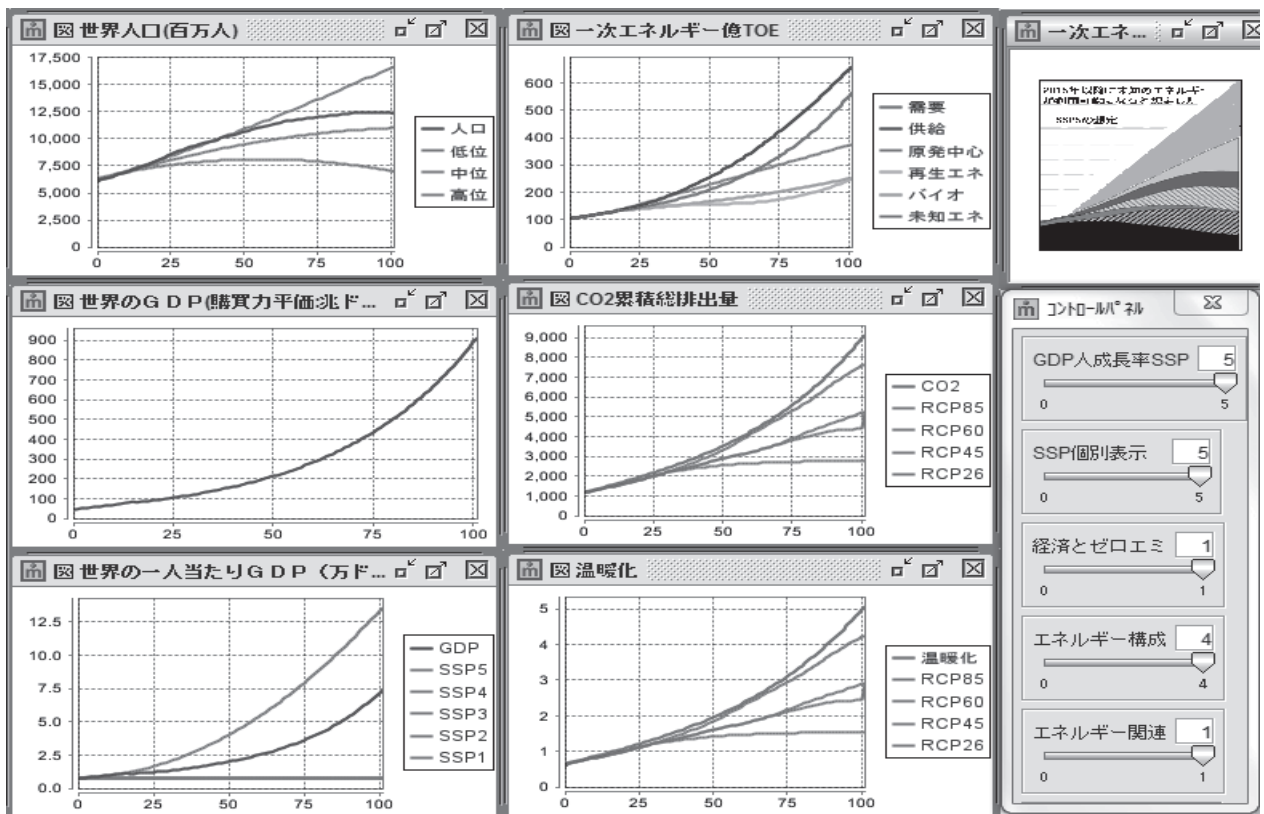 図 世界人口(百万人)
17,500
15,000
12,500
10,000
7,500
5,000
2,500
0
0 25 50 75 100
人口
低位
中位
高位
図 一次エネルギー億TOE
600
500
400
300
200
100
0
0 25 50 75 100
需要
供給
原発中心
再生エネ
バイオ
未知エネ
一次エネ...
SSP5の想定
図 世界のGDP(購買力平価:兆ド...
900
800
700
600
500
400
300
200
100
0
0 25 50 75 100
図 CO2累積総排出量
9,000
8,000
7,000
6,000
5,000
4,000
3,000
2,000
1,000
0
0 25 50 75 100
CO2
RCP85
RCP60
RCP45
RCP26
図 世界の一人当たりGDP (万ド...
12.5
10.0
7.5
5.0
2.5
0.0
0 25 50 75 100
GDP
SSP5
SSP4
SSP3
SSP2
SSP1
図 温暖化
5
4
3
2
1
0
0 25 50 75 100
温暖化
RCP85
RCP60
RCP45
RCP26
コントロールパネル
GDP人成長率SSP 5
0 5
SSP個別表示 5
0 5
経済とゼロエミ 1
0 1
エネルギー構成 4
0 4
エネルギー関連 1
0 1